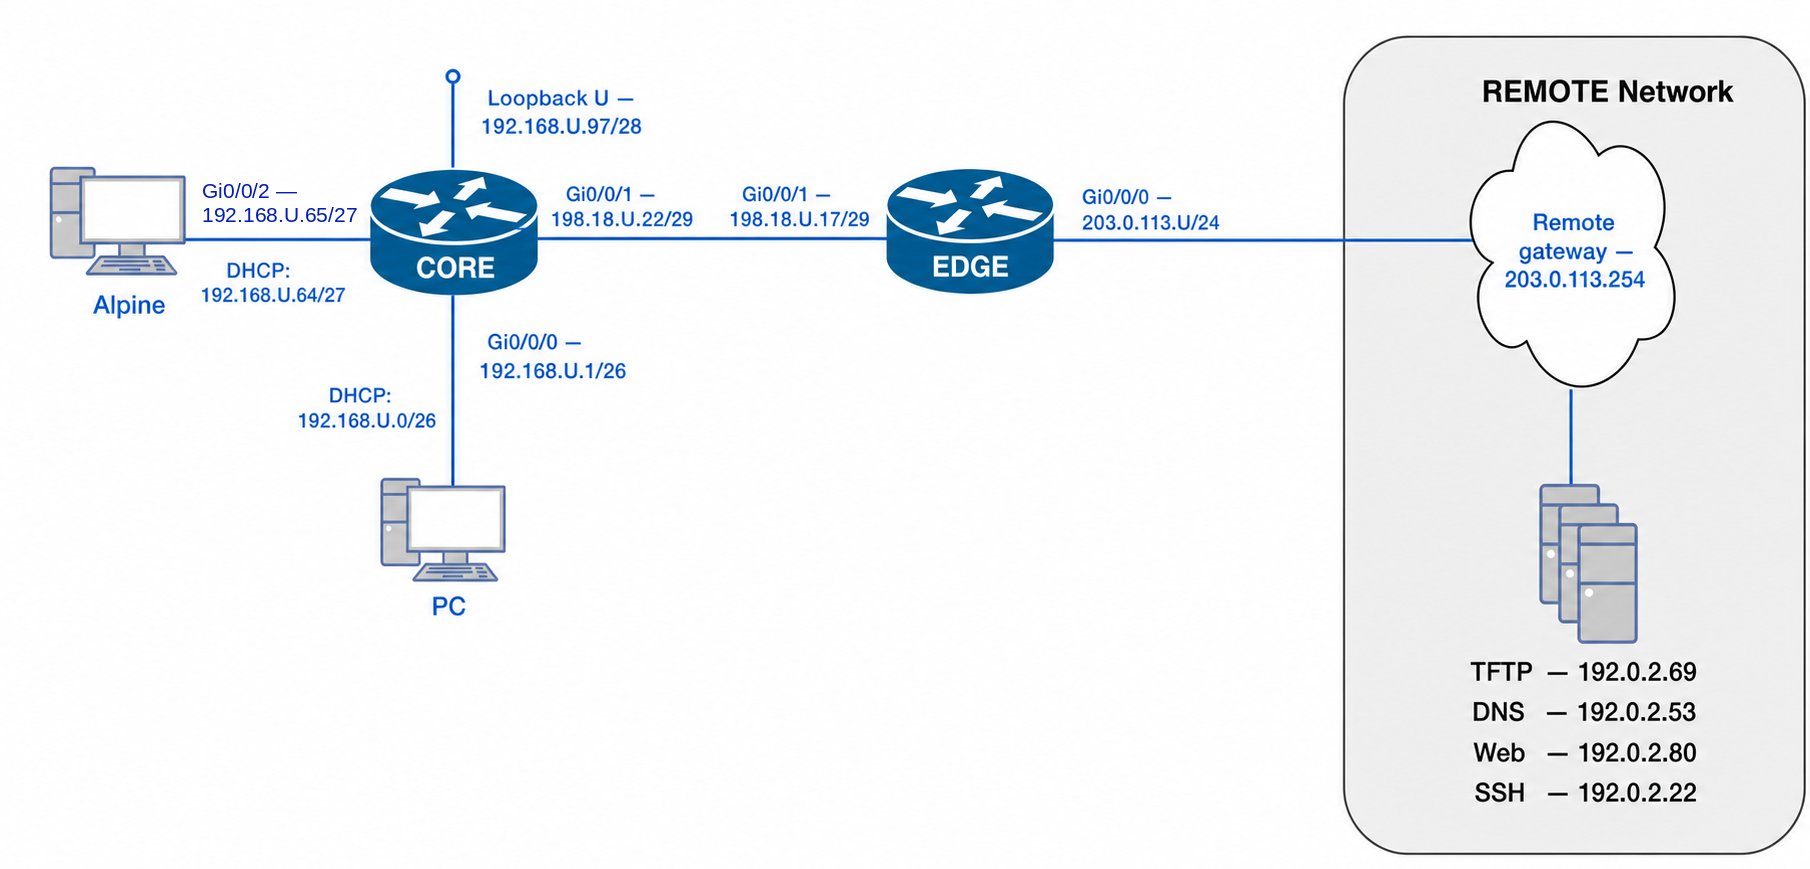 REMOTE Network
Loopback U —
192.168.U.97/28
Gi0/0/2 —
192.168.U.65/27
Gi0/0/1 —
198.18.U.22/29
Gi0/0/1 —
198.18.U.17/29
Gi0/0/0 —
203.0.113.U/24
Remote
gateway —
203.0.113.254
CORE
EDGE
DHCP:
192.168.U.64/27
Alpine
Gi0/0/0 —
192.168.U.1/26
DHCP:
192.168.U.0/26
PC
TFTP — 192.0.2.69
DNS — 192.0.2.53
Web — 192.0.2.80
SSH — 192.0.2.22